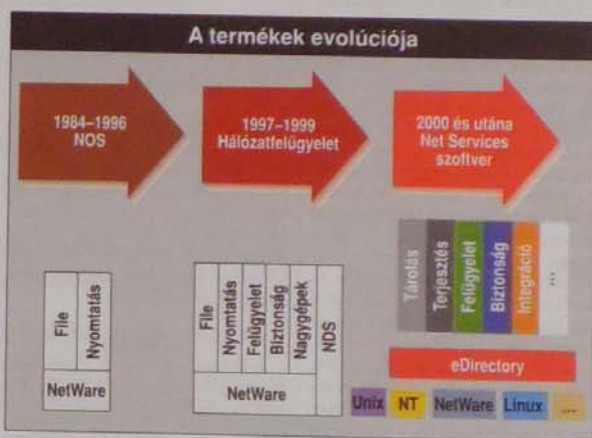 A termékek evolúciója
1984–1996
NOS
1997–1999
Hálózatfelügyelet
2000 és utána
Net Services
szoftver
File
Nyomtatás
NetWare
File
Nyomtatás
Felügyelet
Biztonság
Nagygépek
NDS
NetWare
Tárolás
Terjesztés
Felügyelet
Biztonság
Integráció
...
eDirectory
Unix
NT
NetWare
Linux
...